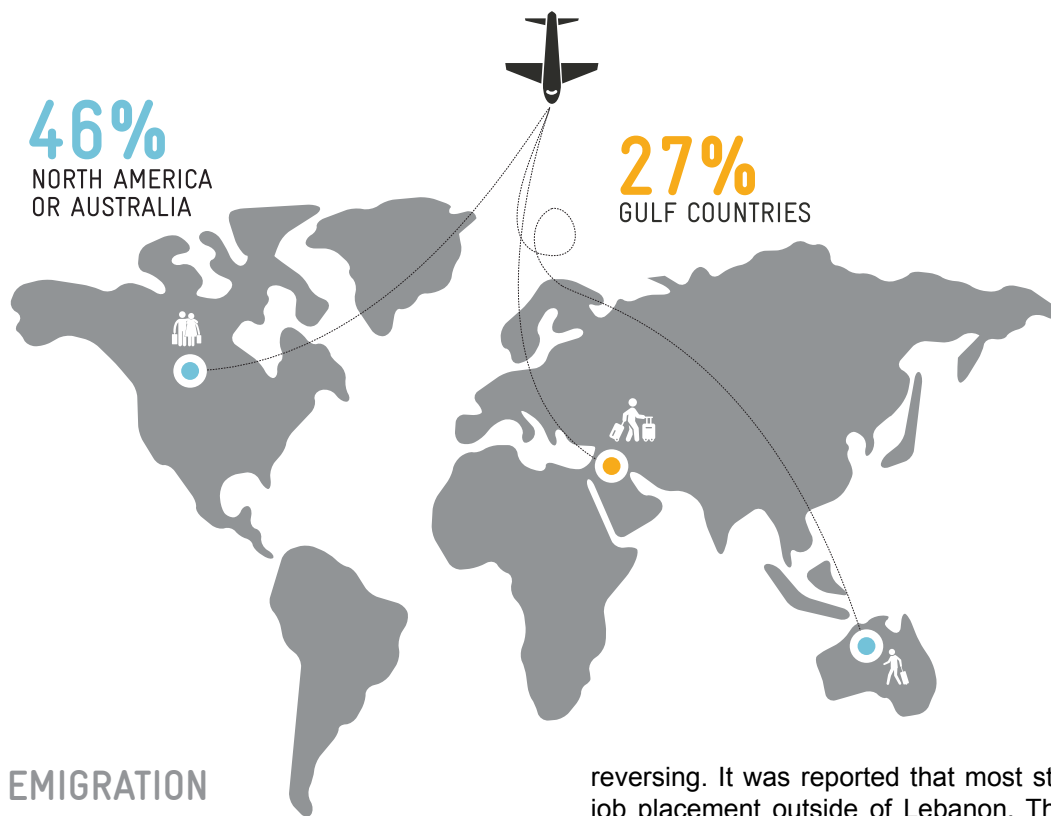 46%
NORTH AMERICA
OR AUSTRALIA
27%
GULF COUNTRIES
EMIGRATION
reversing. It was reported that most
job placement outside of Lebanon.